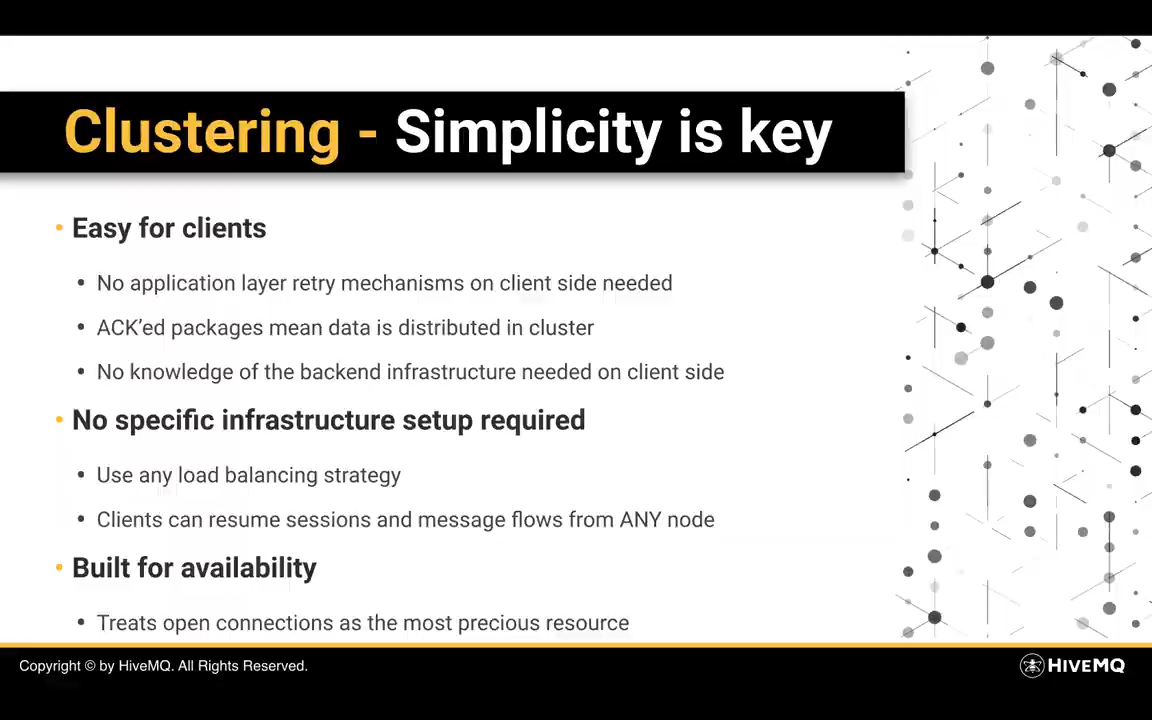 Clustering - Simplicity is key
• Easy for clients
• No application layer retry mechanisms on client side needed
• ACK’ed packages mean data is distributed in cluster
• No knowledge of the backend infrastructure needed on client side
• No specific infrastructure setup required
• Use any load balancing strategy
• Clients can resume sessions and message flows from ANY node
• Built for availability
• Treats open connections as the most precious resource
Copyright © by HiveMQ. All Rights Reserved.
HIVEMQ